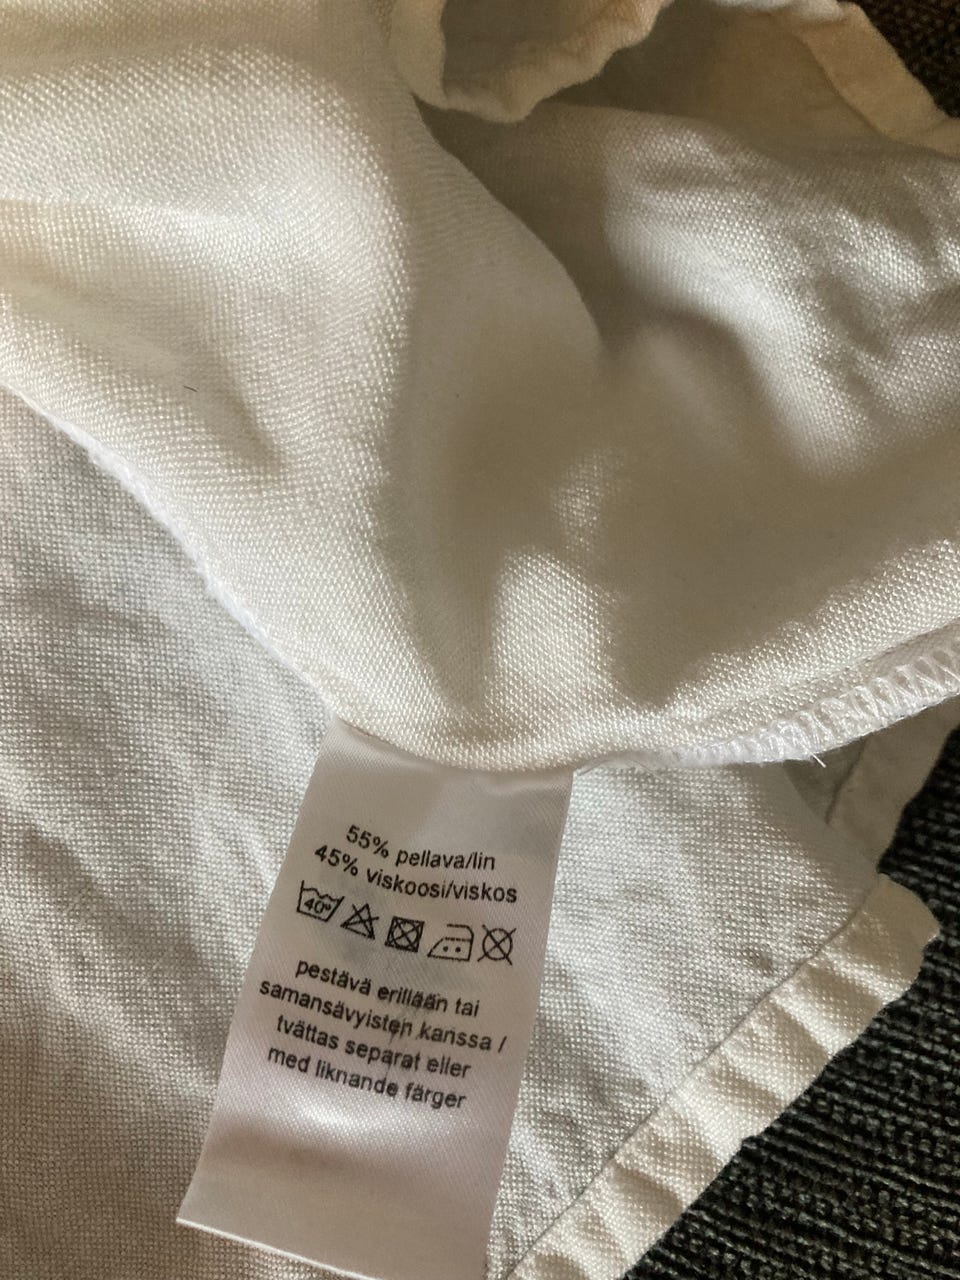 55% pellava/lin
45% viskoosi/viskos
40°
pestävä erillään tai
samansävyisten kanssa /
tvättas separat eller
med liknande färger